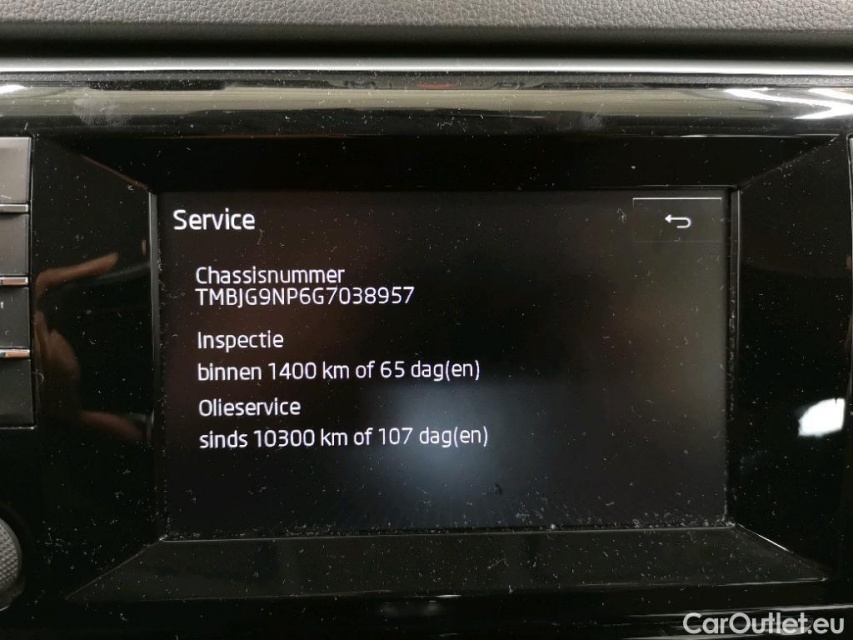 Service
Chassisnummer
TMBJG9NP6G7038957
Inspectie
binnen 1400 km of 65 dag(en)
Olieservice
sinds 10300 km of 107 dag(en)
CarOutlet.eu